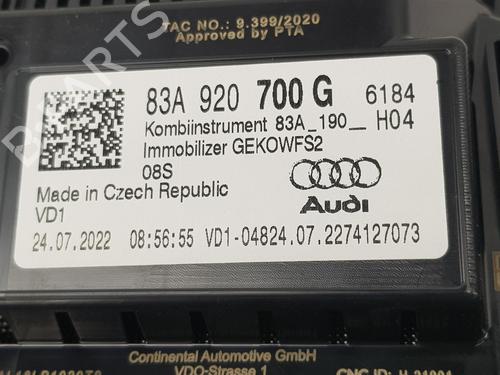 TAC NO.: 9.399/2020
Approved by PTA
83A 920 700 G 6184
Kombiinstrument 83A_190__ H04
Immobilizer GEKOWFS2
08S
Made in Czech Republic
VD1
Audi
24.07.2022 08:56:55 VD1-04824.07.2274127073
Continental Automotive GmbH
VDO-Strasse 1